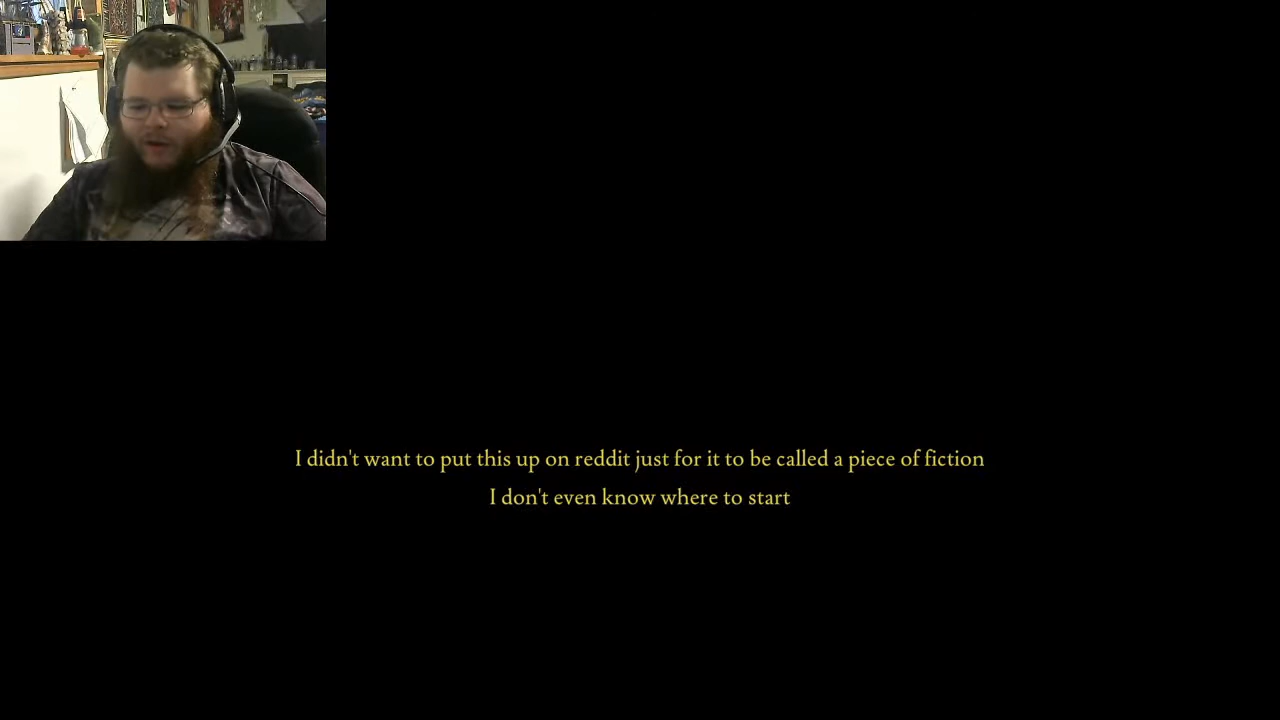 I didn't want to put this up on reddit just for it to be called a piece of fiction
I don't even know where to start